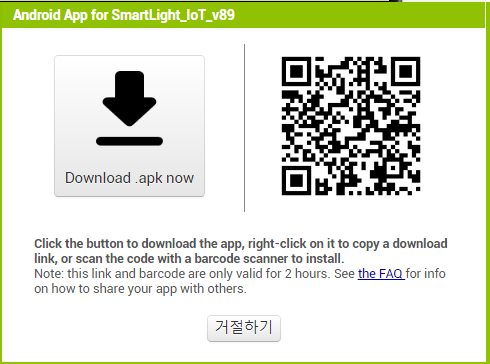 Android App for SmartLight_IoT_v89
Download .apk now
Click the button to download the app, right-click on it to copy a download
link, or scan the code with a barcode scanner to install.
Note: this link and barcode are only valid for 2 hours. See the FAQ for info
on how to share your app with others.
거절하기